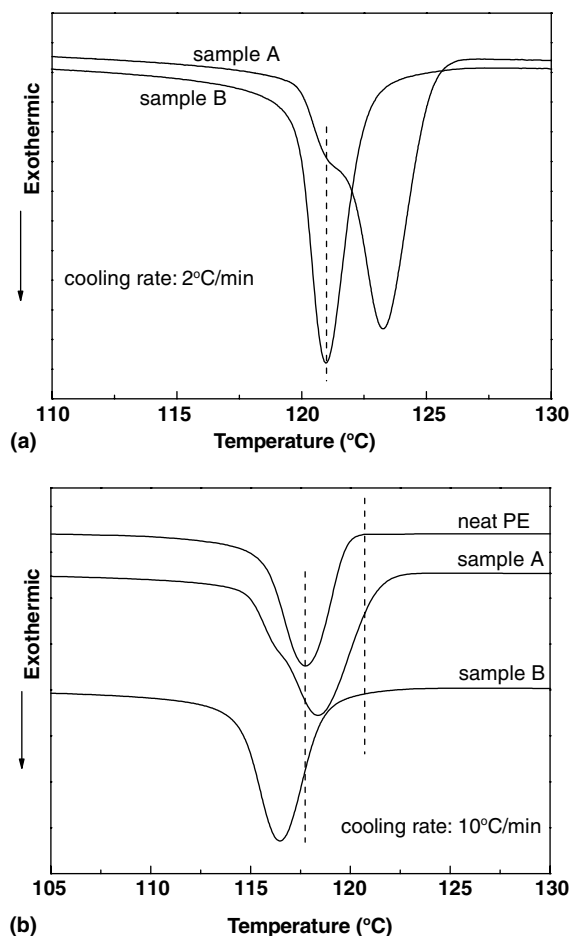 sample A
sample B
Exothermic
cooling rate: 2°C/min
110 115 120 125 130
(a) Temperature (°C)
neat PE
sample A
Exothermic
sample B
cooling rate: 10°C/min
105 110 115 120 125 130
(b) Temperature (°C)